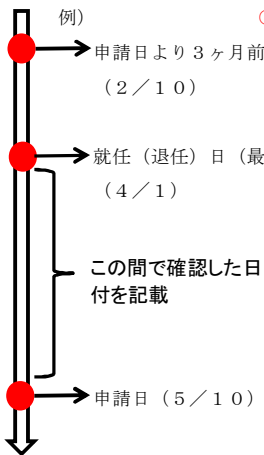 例）
申請日より３ヶ月前
（２／１０）
就任（退任）日（最
（４／１）
この間で確認した日
付を記載
申請日（５／１０）